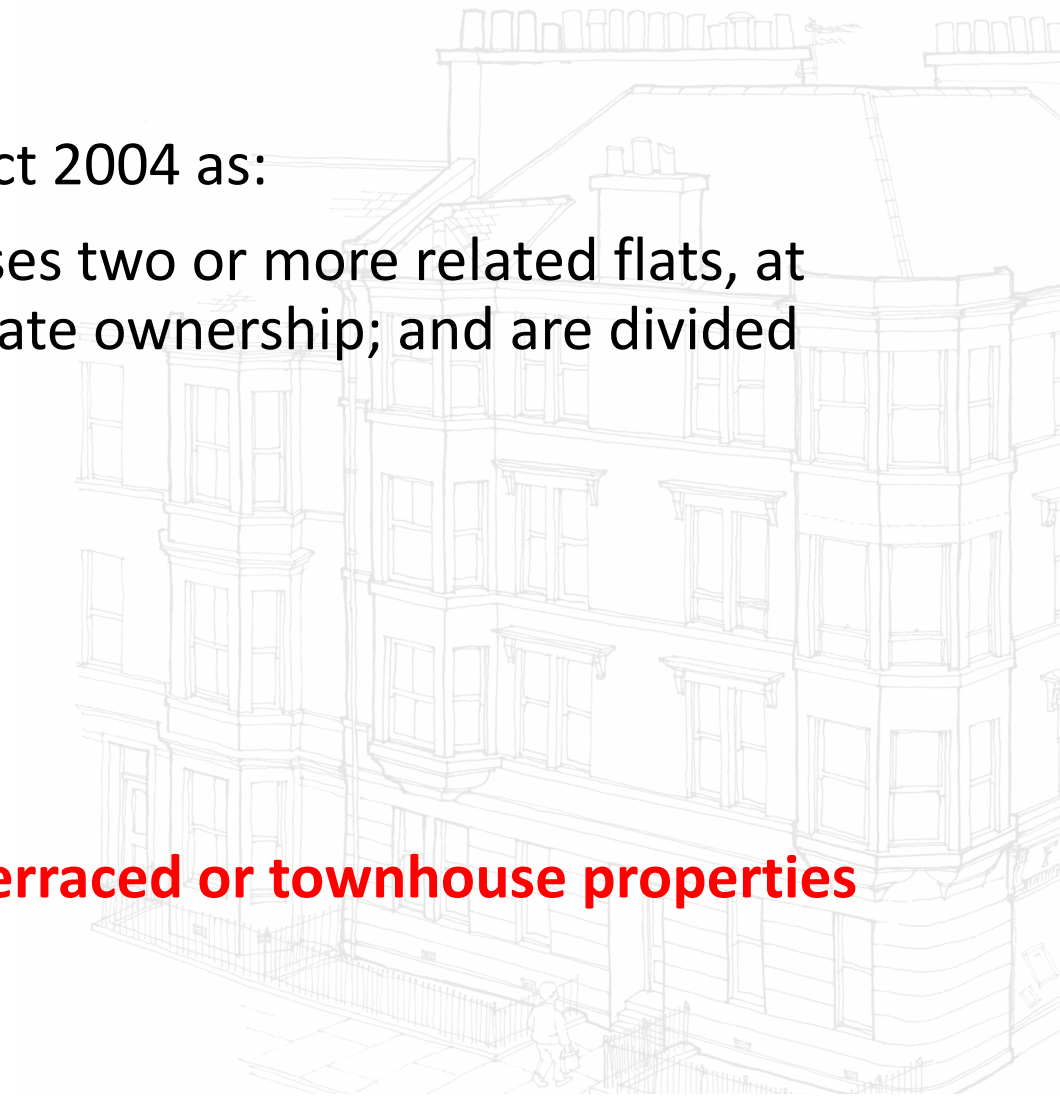 ct 2004 as:
ses two or more related flats, at
ate ownership; and are divided
erraced or townhouse properties